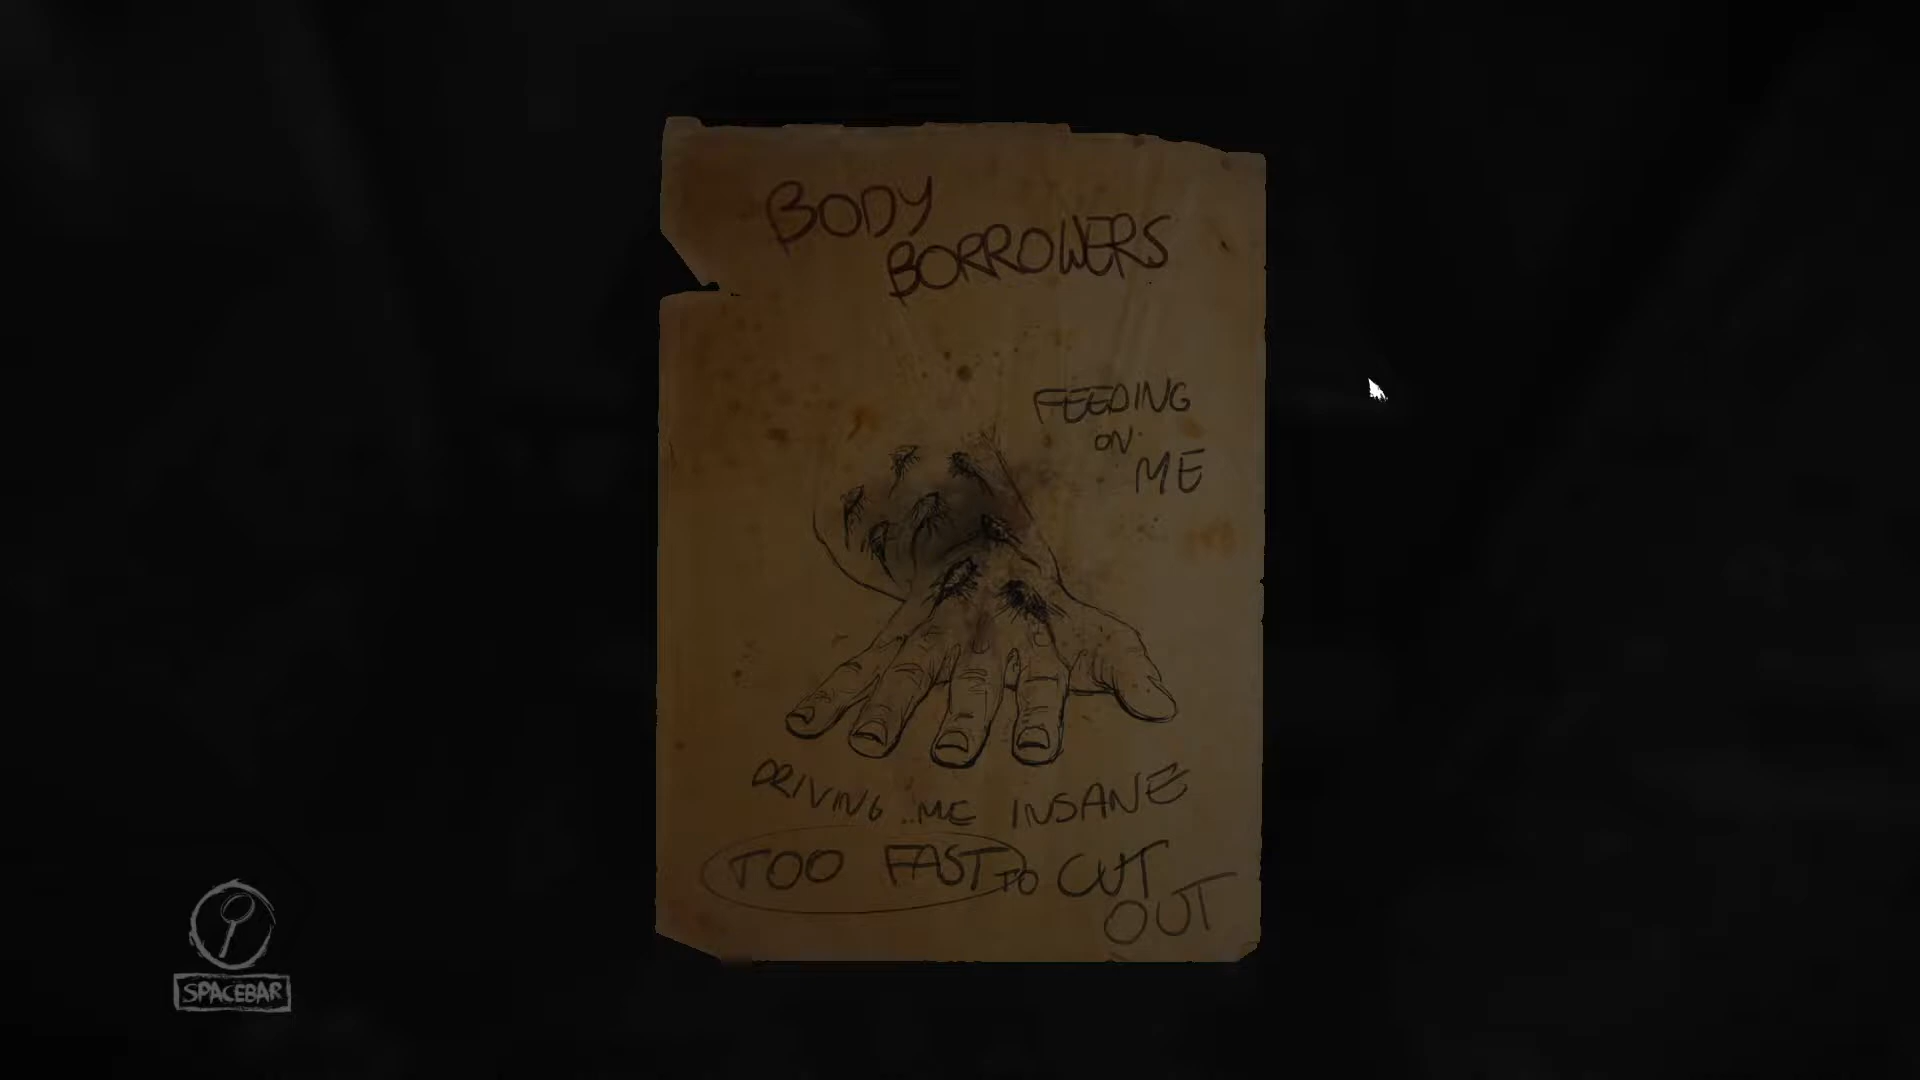 BODY
BORROWERS
FEEDING
ON
ME
DRIVING ME INSANE
TOO FAST TO CUT
OUT
SPACEBAR